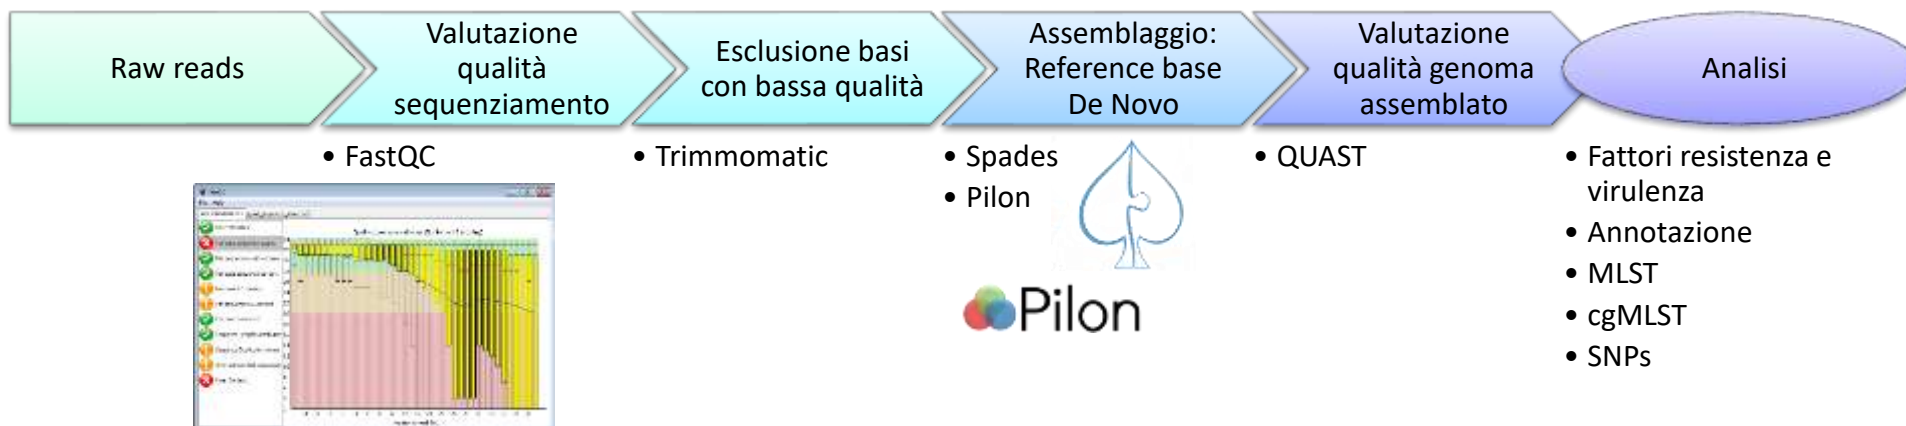 Raw reads
Valutazione
qualità
sequenziamento
Esclusione basi
con bassa qualità
Assemblaggio:
Reference base
De Novo
Valutazione
qualità genoma
assemblato
Analisi
• FastQC
• Trimmomatic
• Spades
• Pilon
Pilon
• QUAST
• Fattori resistenza e
virulenza
• Annotazione
• MLST
• cgMLST
• SNPs